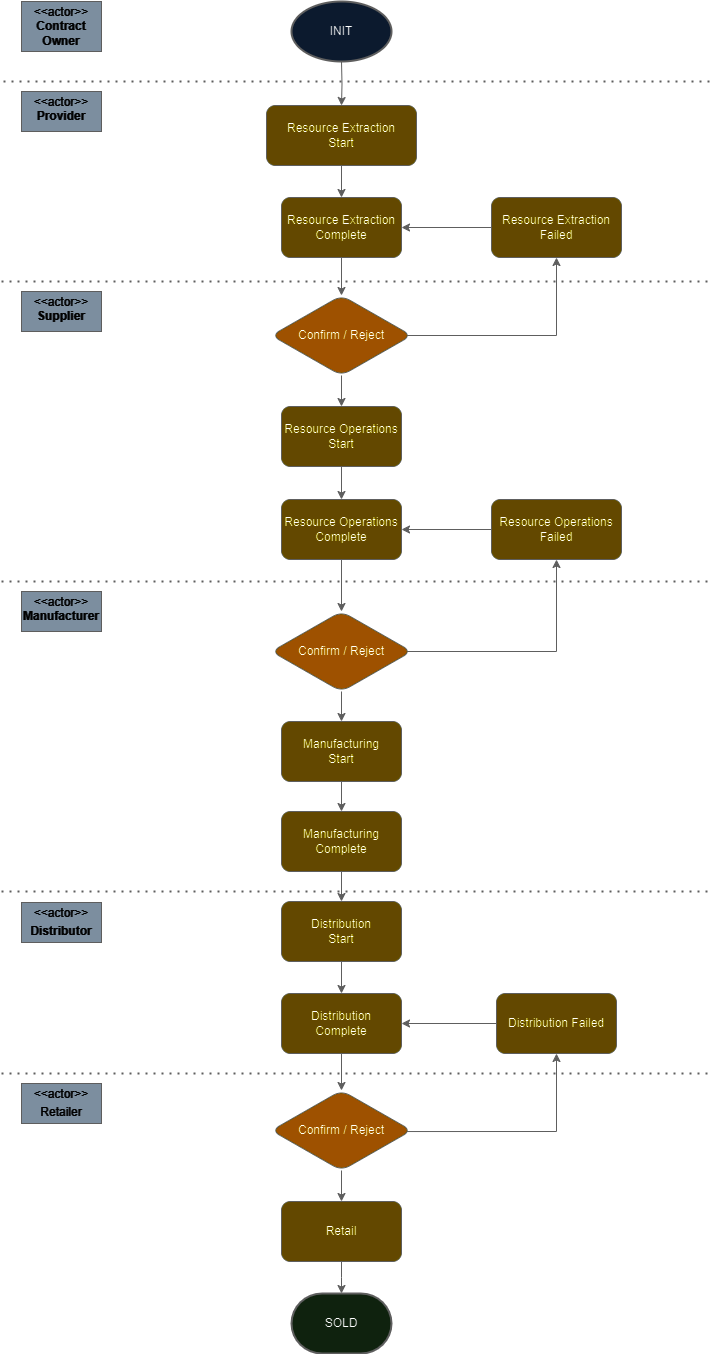 <<actor>>
Contract
Owner
INIT
<<actor>>
Provider
Resource Extraction
Start
Resource Extraction
Complete
Resource Extraction
Failed
<<actor>>
Supplier
Confirm / Reject
Resource Operations
Start
Resource Operations
Complete
Resource Operations
Failed
<<actor>>
Manufacturer
Confirm / Reject
Manufacturing
Start
Manufacturing
Complete
<<actor>>
Distributor
Distribution
Start
Distribution
Complete
Distribution Failed
<<actor>>
Retailer
Confirm / Reject
Retail
SOLD